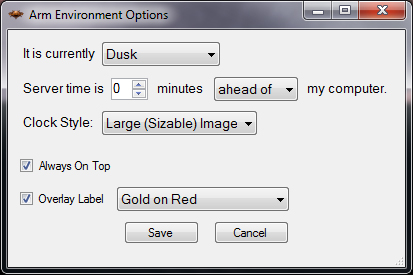 Arm Environment Options
It is currently Dusk
Server time is 0 minutes ahead of my computer.
Clock Style: Large (Sizable) Image
Always On Top
Overlay Label Gold on Red
Save Cancel